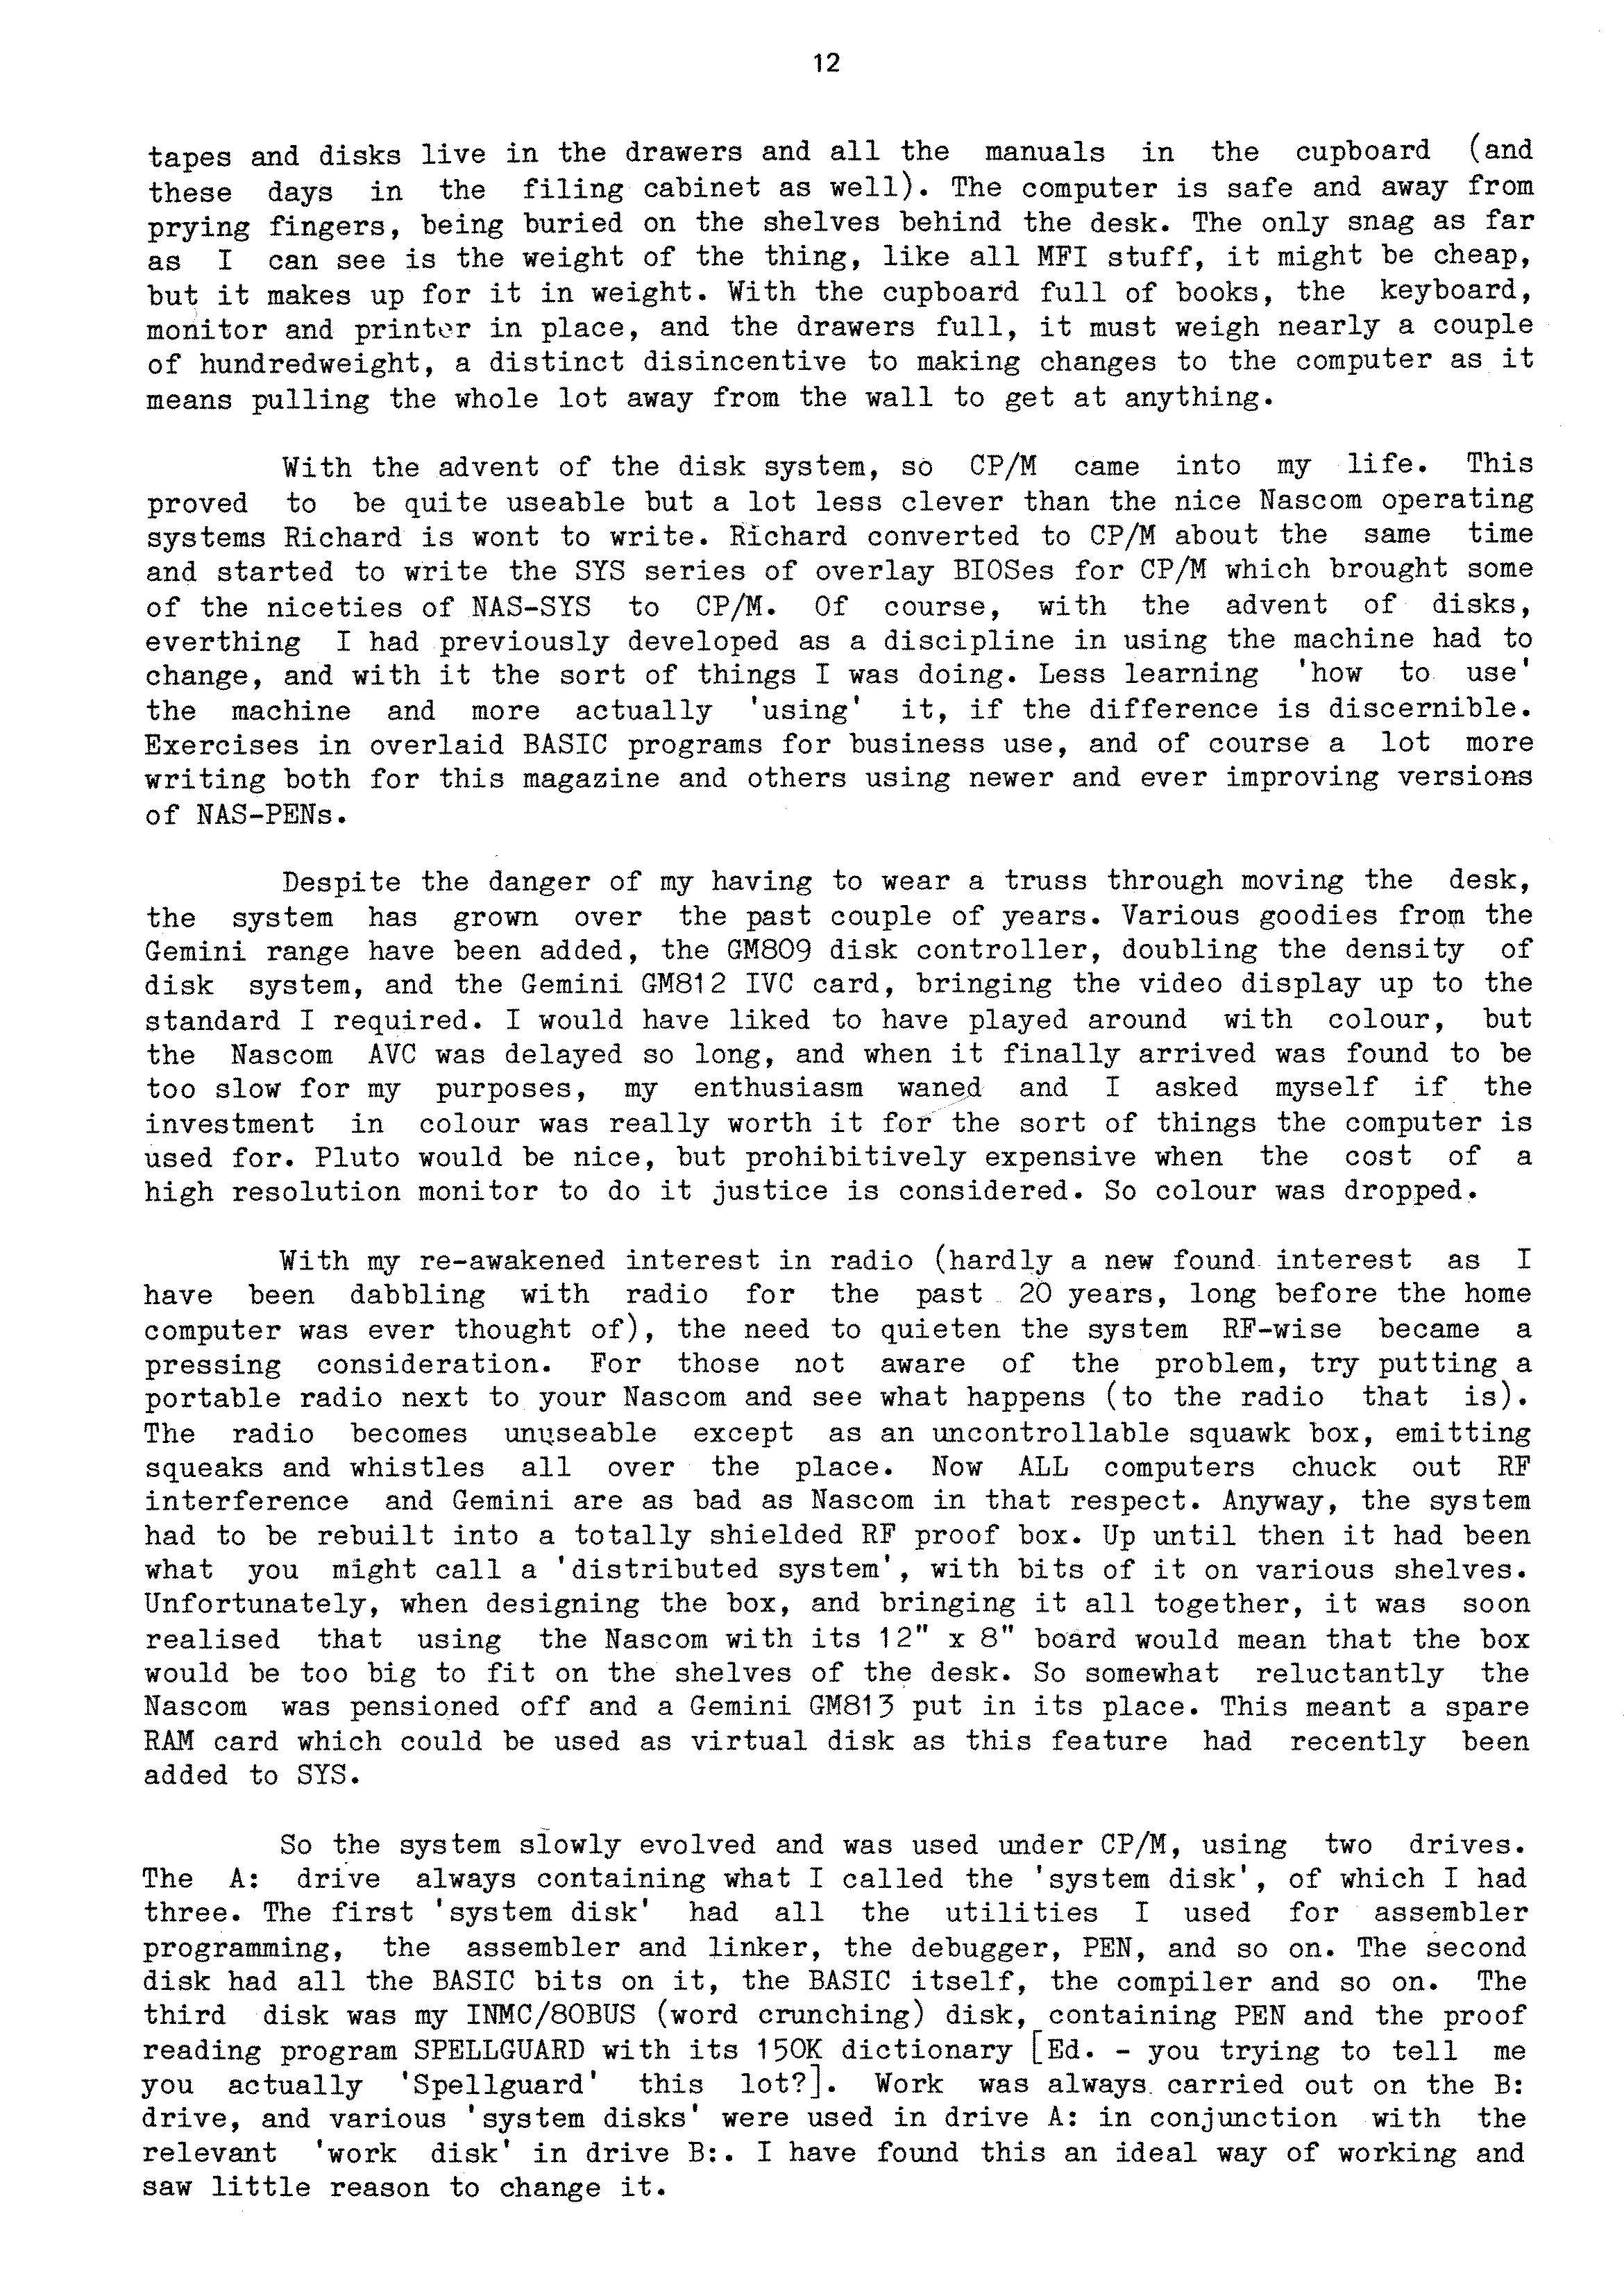 12
tapes and disks live in the drawers and all the manuals in the cupboard (and
these days in the filing cabinet as well). The computer is safe and away from
prying fingers, being buried on the shelves behind the desk. The only snag as far
as I can see is the weight of the thing, like all MFI stuff, it might be cheap,
but it makes up for it in weight. With the cupboard full of books, the keyboard,
monitor and printer in place, and the drawers full, it must weigh nearly a couple
of hundredweight, a distinct disincentive to making changes to the computer as it
means pulling the whole lot away from the wall to get at anything.
With the advent of the disk system, so CP/M came into my life. This
proved to be quite useable but a lot less clever than the nice Nascom operating
systems Richard is wont to write. Richard converted to CP/M about the same time
and started to write the SYS series of overlay BIOSes for CP/M which brought some
of the niceties of NAS-SYS to CP/M. Of course, with the advent of disks,
everthing I had previously developed as a discipline in using the machine had to
change, and with it the sort of things I was doing. Less learning 'how to use'
the machine and more actually 'using' it, if the difference is discernible.
Exercises in overlaid BASIC programs for business use, and of course a lot more
writing both for this magazine and others using newer and ever improving versions
of NAS-PENs.
Despite the danger of my having to wear a truss through moving the desk,
the system has grown over the past couple of years. Various goodies from the
Gemini range have been added, the GM809 disk controller, doubling the density of
disk system, and the Gemini GM812 IVC card, bringing the video display up to the
standard I required. I would have liked to have played around with colour, but
the Nascom AVC was delayed so long, and when it finally arrived was found to be
too slow for my purposes, my enthusiasm waned and I asked myself if the
investment in colour was really worth it for the sort of things the computer is
used for. Pluto would be nice, but prohibitively expensive when the cost of a
high resolution monitor to do it justice is considered. So colour was dropped.
With my re-awakened interest in radio (hardly a new found interest as I
have been dabbling with radio for the past 20 years, long before the home
computer was ever thought of), the need to quieten the system RF-wise became a
pressing consideration. For those not aware of the problem, try putting a
portable radio next to your Nascom and see what happens (to the radio that is).
The radio becomes unuseable except as an uncontrollable squawk box, emitting
squeaks and whistles all over the place. Now ALL computers chuck out RF
interference and Gemini are as bad as Nascom in that respect. Anyway, the system
had to be rebuilt into a totally shielded RF proof box. Up until then it had been
what you might call a 'distributed system', with bits of it on various shelves.
Unfortunately, when designing the box, and bringing it all together, it was soon
realised that using the Nascom with its 12" x 8" board would mean that the box
would be too big to fit on the shelves of the desk. So somewhat reluctantly the
Nascom was pensioned off and a Gemini GM813 put in its place. This meant a spare
RAM card which could be used as virtual disk as this feature had recently been
added to SYS.
So the system slowly evolved and was used under CP/M, using two drives.
The A: drive always containing what I called the 'system disk', of which I had
three. The first 'system disk' had all the utilities I used for assembler
programming, the assembler and linker, the debugger, PEN, and so on. The second
disk had all the BASIC bits on it, the BASIC itself, the compiler and so on. The
third disk was my INMC/80BUS (word crunching) disk, containing PEN and the proof
reading program SPELLGUARD with its 150K dictionary [Ed. - you trying to tell me
you actually 'Spellguard' this lot?]. Work was always carried out on the B:
drive, and various 'system disks' were used in drive A: in conjunction with the
relevant 'work disk' in drive B:. I have found this an ideal way of working and
saw little reason to change it.